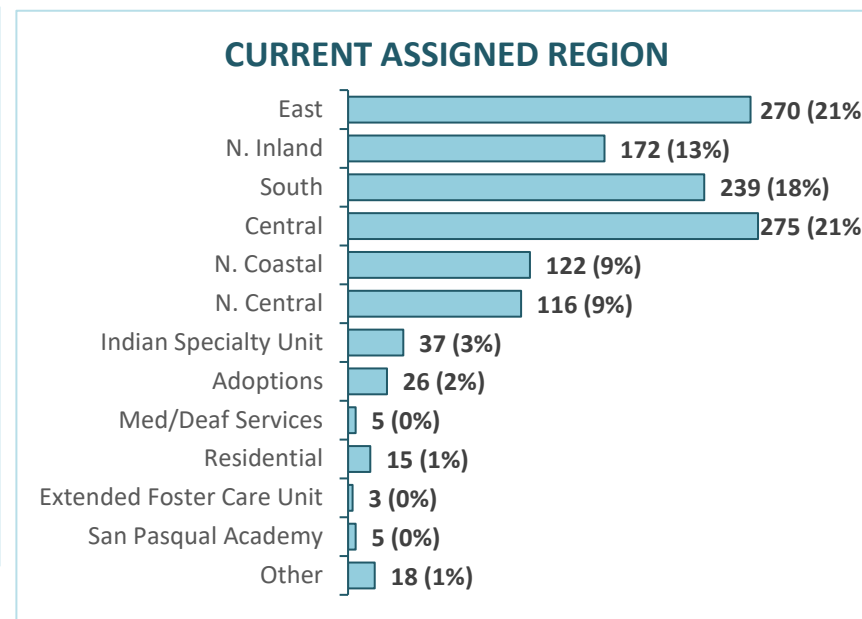 CURRENT ASSIGNED REGION
East 270 (21%
N. Inland 172 (13%)
South 239 (18%)
Central 275 (21%
N. Coastal 122 (9%)
N. Central 116 (9%)
Indian Specialty Unit 37 (3%)
Adoptions 26 (2%)
Med/Deaf Services 5 (0%)
Residential 15 (1%)
Extended Foster Care Unit 3 (0%)
San Pasqual Academy 5 (0%)
Other 18 (1%)